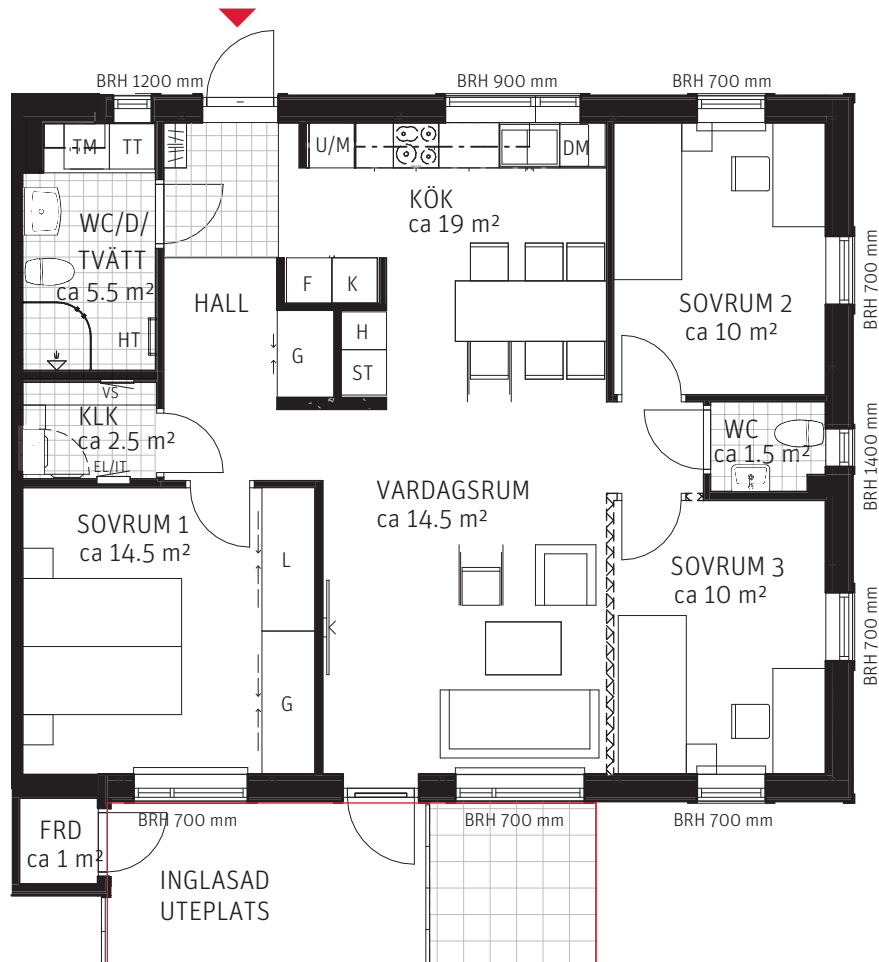 BRH 1200 mm
BRH 900 mm
BRH 700 mm
TM
TT
U/M
DM
WC/D/
TVÄTT
ca 5.5 m²
KÖK
ca 19 m²
BRH 700 mm
F
K
HALL
SOVRUM 2
ca 10 m²
HT
G
H
ST
VS
KLK
ca 2.5 m²
EL/IT
WC
ca 1.5 m²
BRH 1400 mm
VARDAGSRUM
ca 14.5 m²
SOVRUM 1
ca 14.5 m²
L
SOVRUM 3
ca 10 m²
BRH 700 mm
G
BRH 700 mm
BRH 700 mm
BRH 700 mm
FRD
ca 1 m²
INGLASAD
UTEPLATS